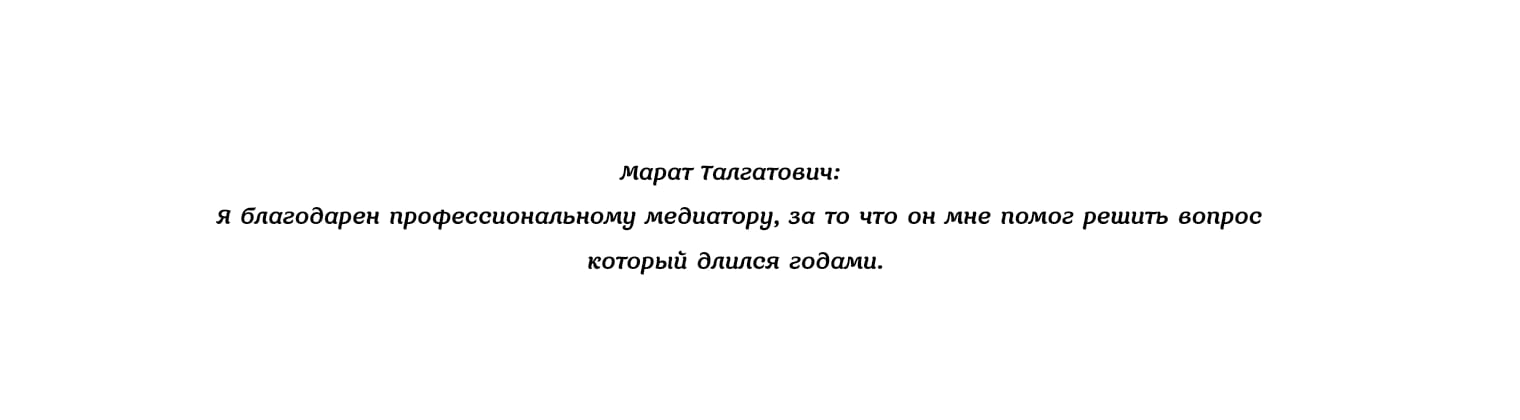 Марат Талгатович:
Я благодарен профессиональному медиатору, за то что он мне помог решить вопрос
который длился годами.